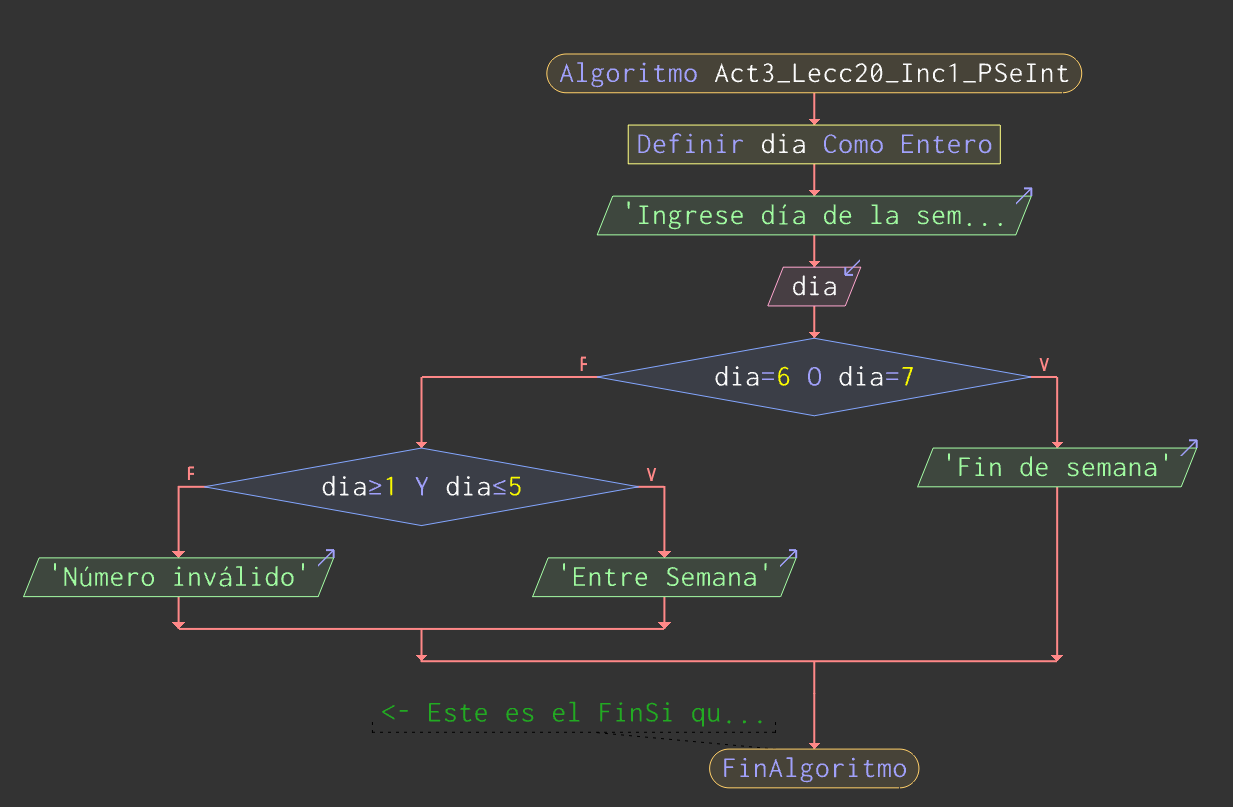 Algoritmo Act3_Lecc20_Inc1_PSeInt
Definir dia Como Entero
'Ingrese día de la sem...
dia
F
V
dia=6 O dia=7
F
V
dia≥1 Y dia≤5
'Fin de semana'
'Número inválido'
'Entre Semana'
<- Este es el FinSi qu...
FinAlgoritmo